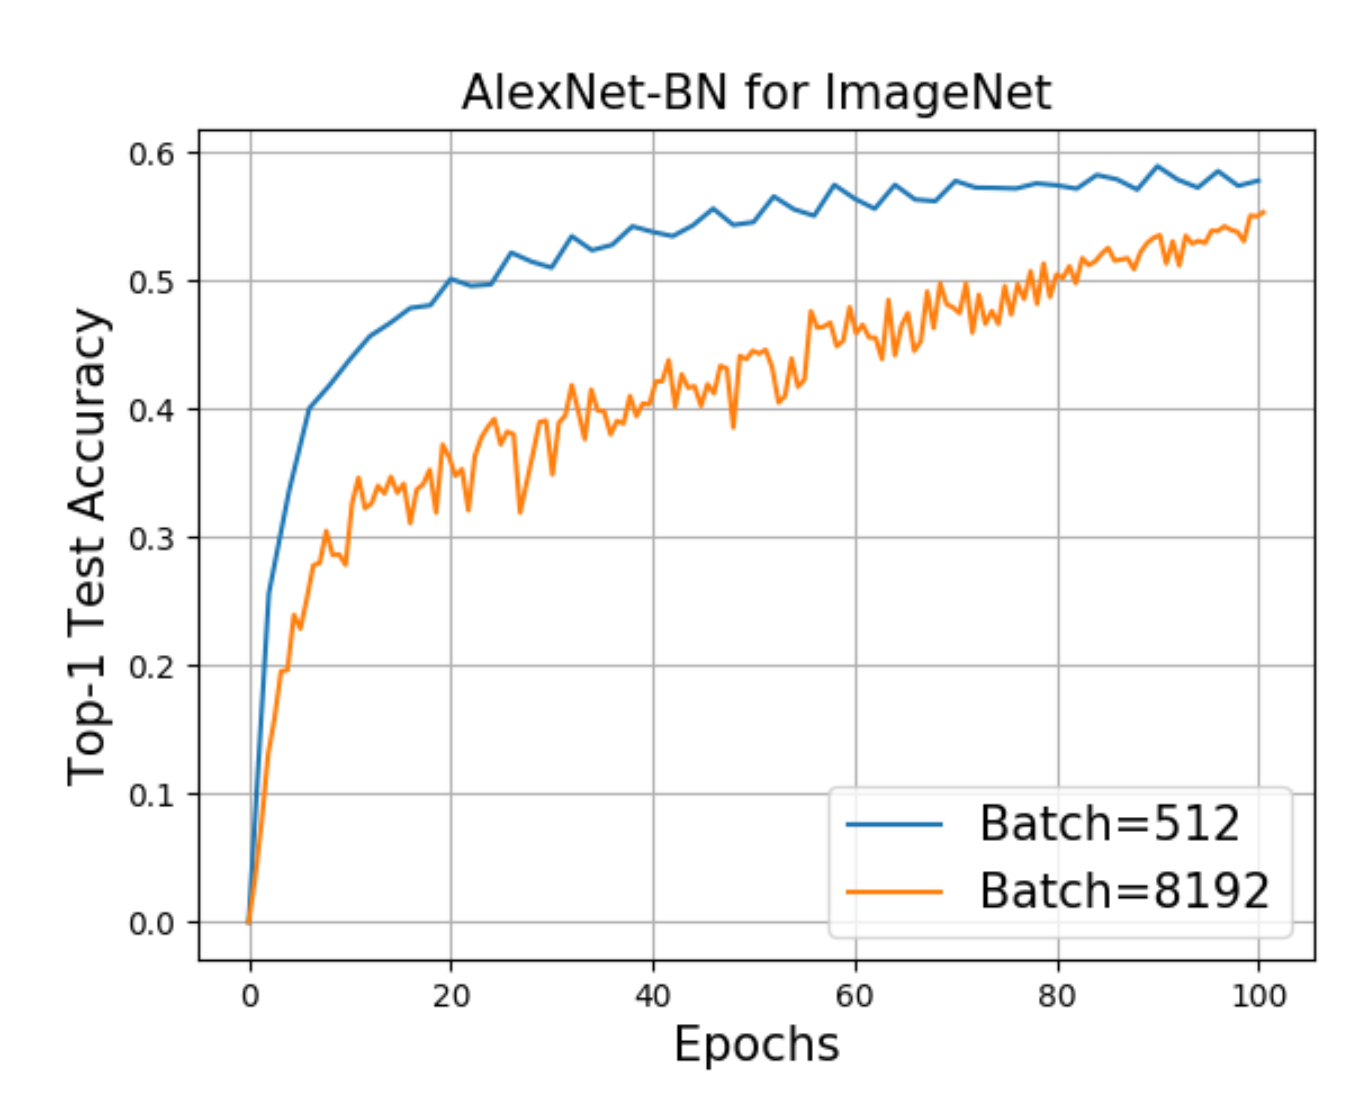 AlexNet-BN for ImageNet
Top-1 Test Accuracy
0.6
0.5
0.4
0.3
0.2
0.1
0.0
Batch=512
Batch=8192
0 20 40 60 80 100
Epochs